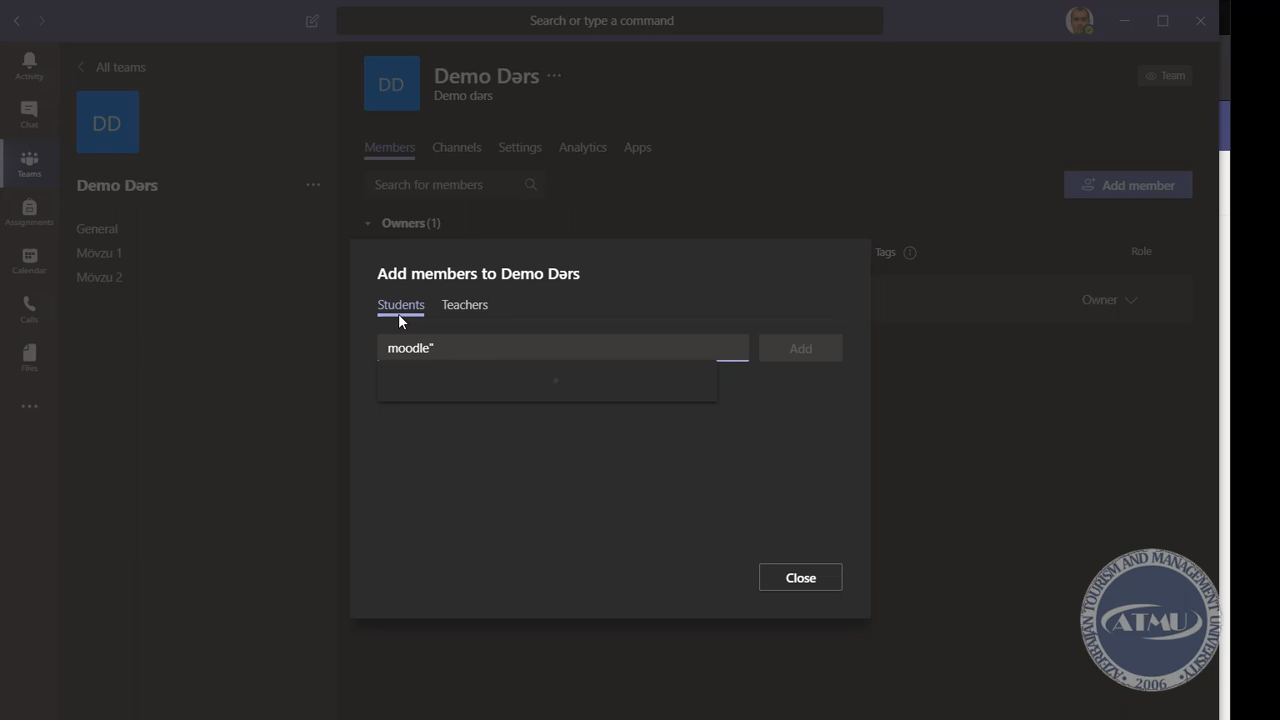 Search or type a command
Activity
Chat
Teams
Assignments
Calendar
Calls
Files
All teams
DD
Demo Dərs
General
Mövzu 1
Mövzu 2
DD
Demo Dərs
Demo dərs
Team
Members Channels Settings Analytics Apps
Search for members
Add member
Owners (1)
Tags
Role
Owner
Add members to Demo Dərs
Students Teachers
moodle"
Add
Close
AZERBAIJAN TOURISM AND MANAGEMENT UNIVERSITY
ATMU
2006